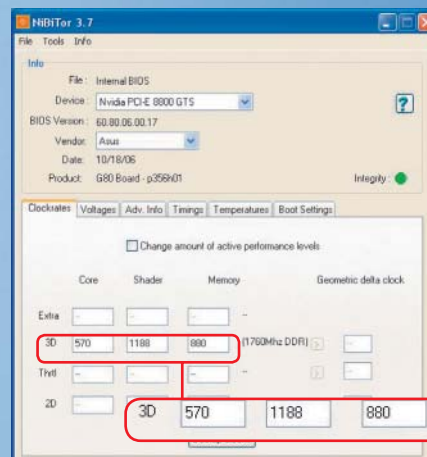 NiBiTor 3.7
File Tools Info
Info
File : Internal BIOS
Device : Nvidia PCI-E 8800 GTS
?
BIOS Version : 60.80.06.00.17
Vendor: Asus
Date: 10/18/06
Product: G80 Board - p356h01
Integrity :
Clockrates Voltages Adv. Info Timings Temperatures Boot Settings
Change amount of active performance levels
Core Shader Memory Geometric delta clock
Extra - - - --
3D 570 1188 880 (1760Mhz DDR) > --
Thrtl - - - -- > --
2D -
3D 570 1188 880